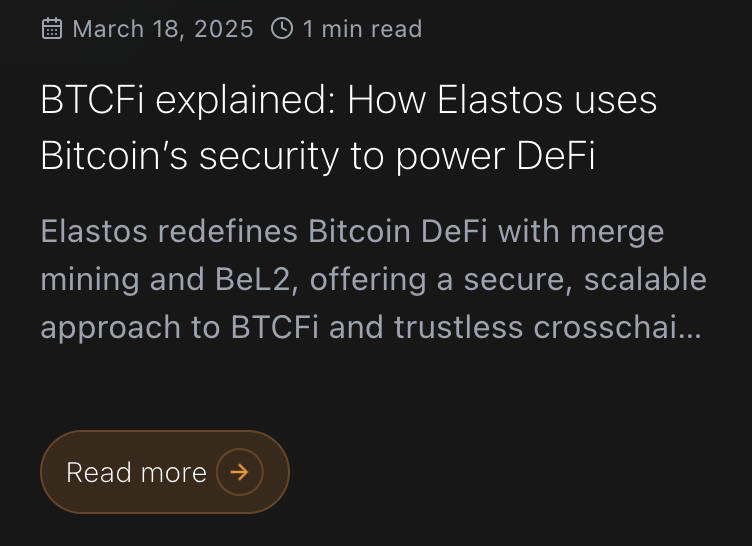 March 18, 2025 1 min read
BTCFi explained: How Elastos uses
Bitcoin’s security to power DeFi
Elastos redefines Bitcoin DeFi with merge
mining and BeL2, offering a secure, scalable
approach to BTCFi and trustless crosschai...
Read more